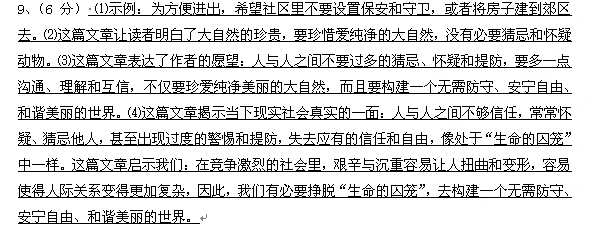 9、（6 分）·⑴示例：为方便进出，希望社区里不要设置保安和守卫，或者将房子建到郊区
去。⑵这篇文章让读者明白了大自然的珍贵，要珍惜爱纯净的大自然，没有必要猜忌和怀疑
动物。⑶这篇文章表达了作者的愿望：人与人之间不要过多的猜忌、怀疑和提防，要多一点
沟通、理解和互信，不仅要珍爱纯净美丽的大自然，而且要构建一个无需防守、安宁自由、
和谐美丽的世界。⑷这篇文章揭示当下现实社会真实的一面：人与人之间不够信任，常常怀
疑、猜忌他人，甚至出现过度的警惕和提防，失去应有的信任和自由，像处于“生命的囚笼”
中一样。这篇文章启示我们：在竞争激烈的社会里，艰辛与沉重容易让人扭曲和变形，容易
使得人际关系变得更加复杂，因此，我们有必要挣脱“生命的囚笼”，去构建一个无需防守、
安宁自由、和谐美丽的世界。